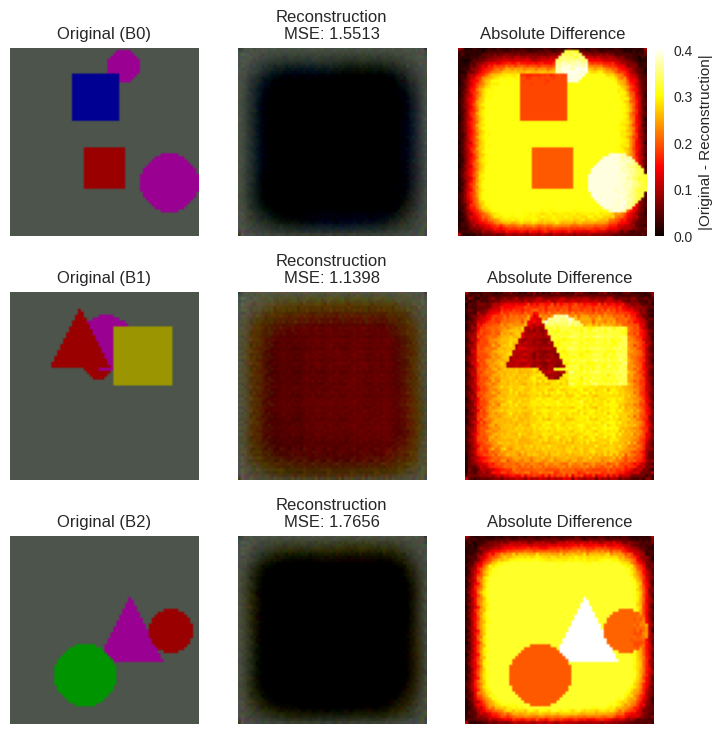 Original (B0)
Reconstruction
MSE: 1.5513
Absolute Difference
0.4
0.3
0.2
0.1
0.0
|Original - Reconstruction|
Original (B1)
Reconstruction
MSE: 1.1398
Absolute Difference
Original (B2)
Reconstruction
MSE: 1.7656
Absolute Difference